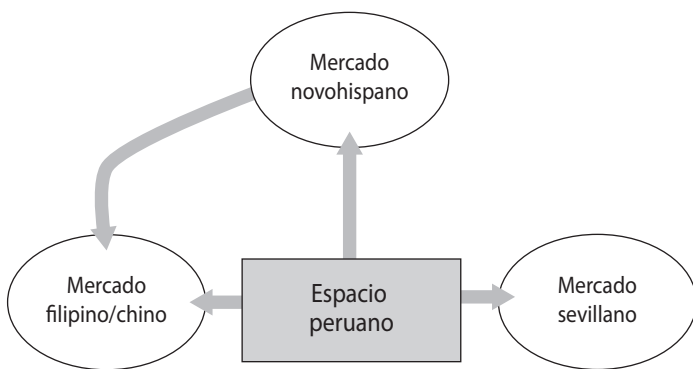 Mercado
novohispano
Mercado
filipino/chino
Espacio
peruano
Mercado
sevillano